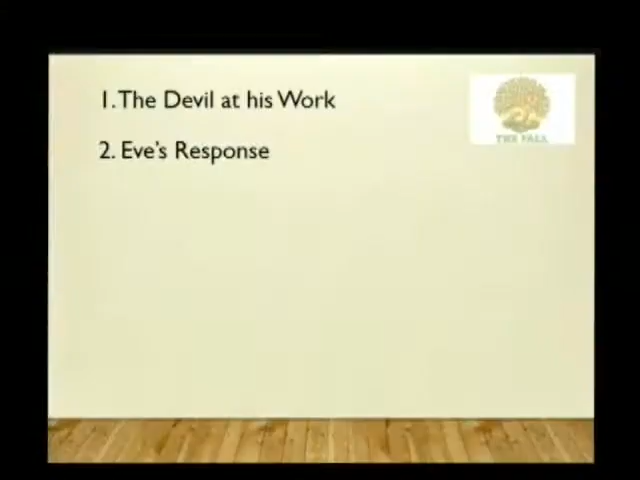 1. The Devil at his Work
THE FALL
2. Eve's Response